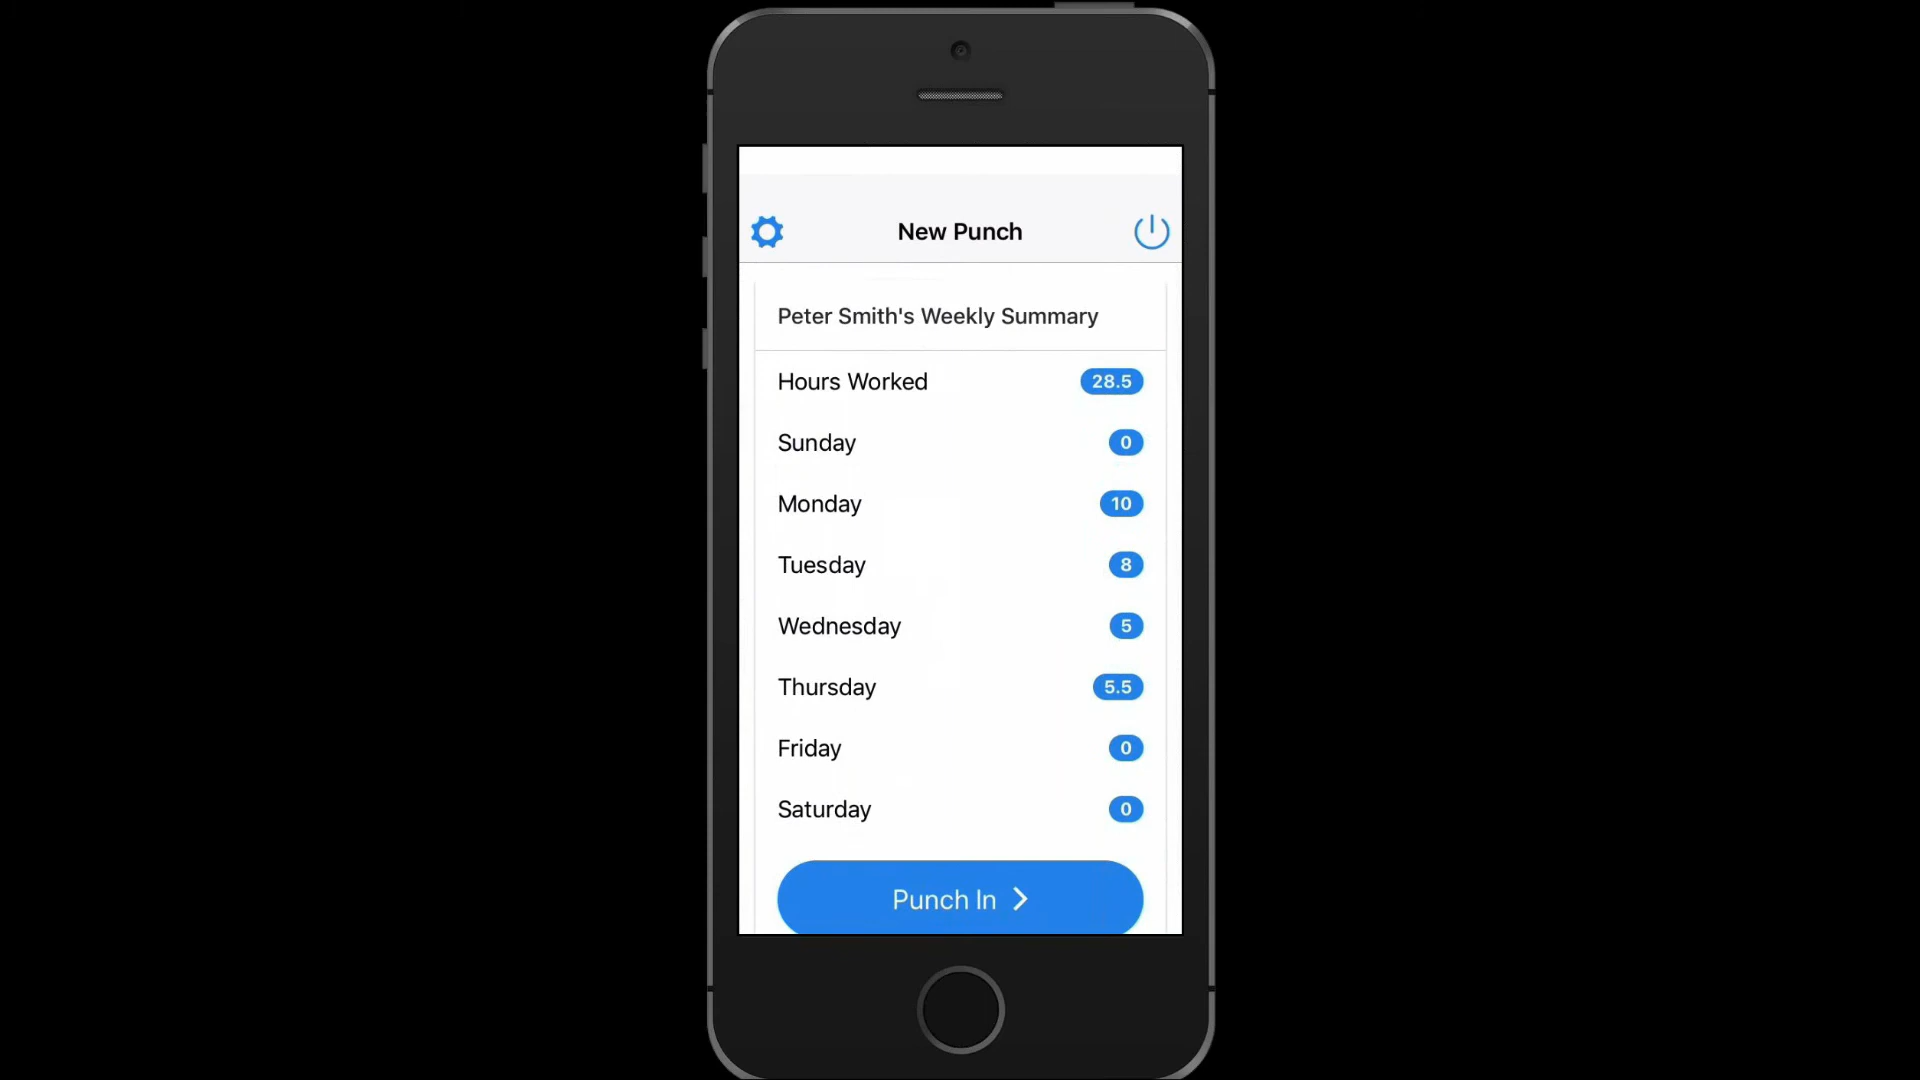 New Punch
Peter Smith's Weekly Summary
Hours Worked 28.5
Sunday 0
Monday 10
Tuesday 8
Wednesday 5
Thursday 5.5
Friday 0
Saturday 0
Punch In